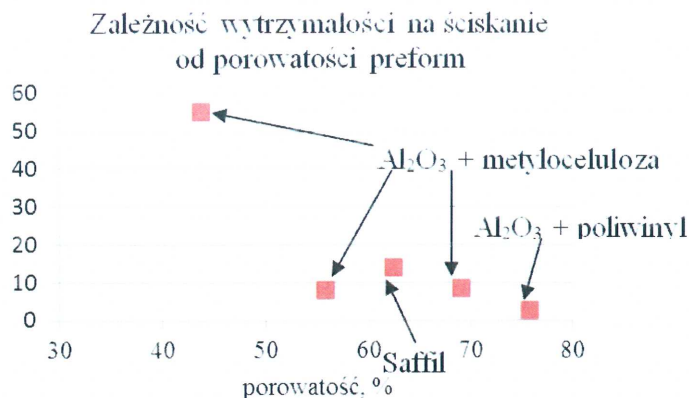 Zależność wytrzymałości na ściskanie
od porowatości preform
60
50
40
30
20
10
0
Al₂O₃ + metyloceluloza
Al₂O₃ + poliwinyl
Saffil
30 40 50 60 70 80
porowatość, %